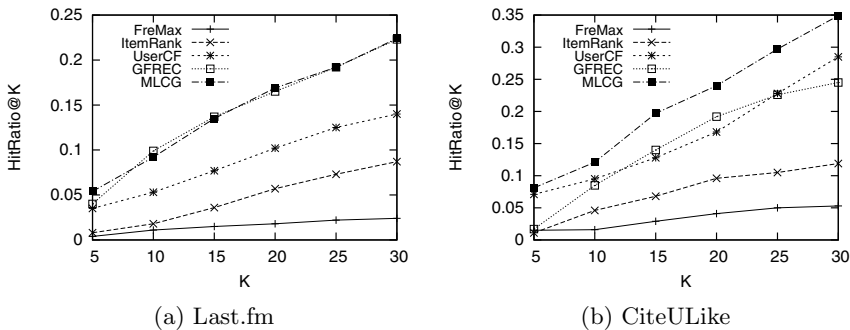 HitRatio@K
0.25
0.2
0.15
0.1
0.05
0
FreMax
ItemRank
UserCF
GFREC
MLCG
5 10 15 20 25 30
K
(a) Last.fm
HitRatio@K
0.35
0.3
0.25
0.2
0.15
0.1
0.05
0
FreMax
ItemRank
UserCF
GFREC
MLCG
5 10 15 20 25 30
K
(b) CiteULike